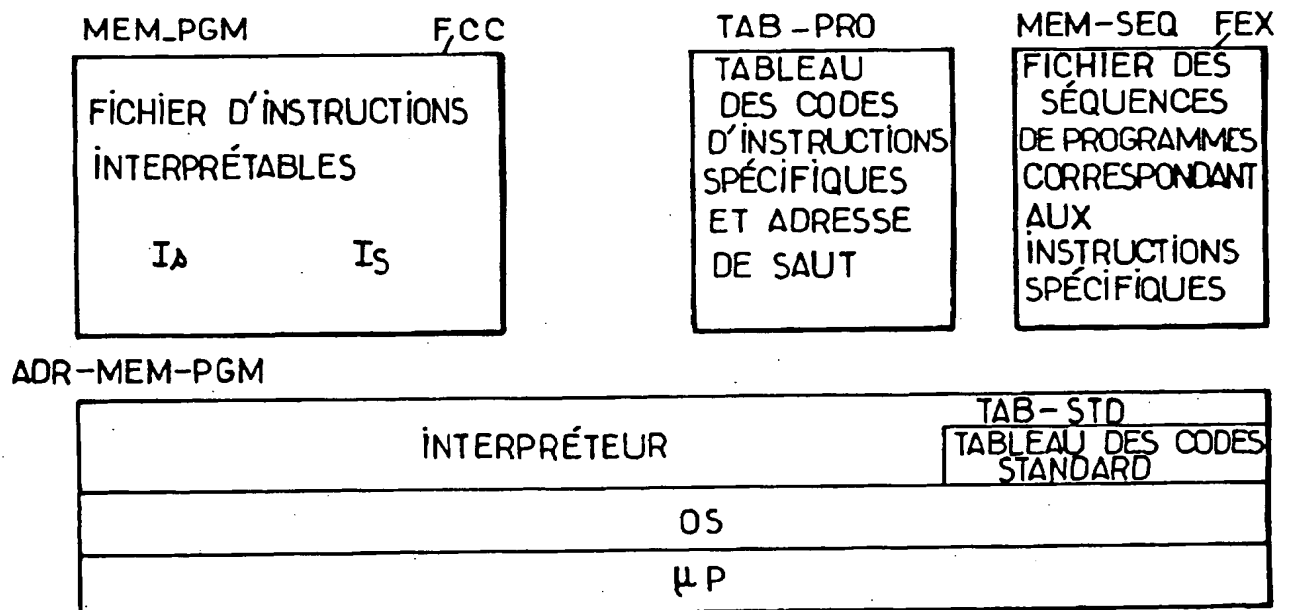 MEM_PGM FCC
FICHIER D'INSTRUCTIONS
INTERPRÉTABLES
Is IS
TAB-PRO
TABLEAU
DES CODES
D'INSTRUCTIONS
SPÉCIFIQUES
ET ADRESSE
DE SAUT
MEM-SEQ FEX
FICHIER DES
SÉQUENCES
DE PROGRAMMES
CORRESPONDANT
AUX
INSTRUCTIONS
SPÉCIFIQUES
ADR-MEM-PGM
INTERPRÉTEUR
TAB-STD
TABLEAU DES CODES
STANDARD
OS
µP